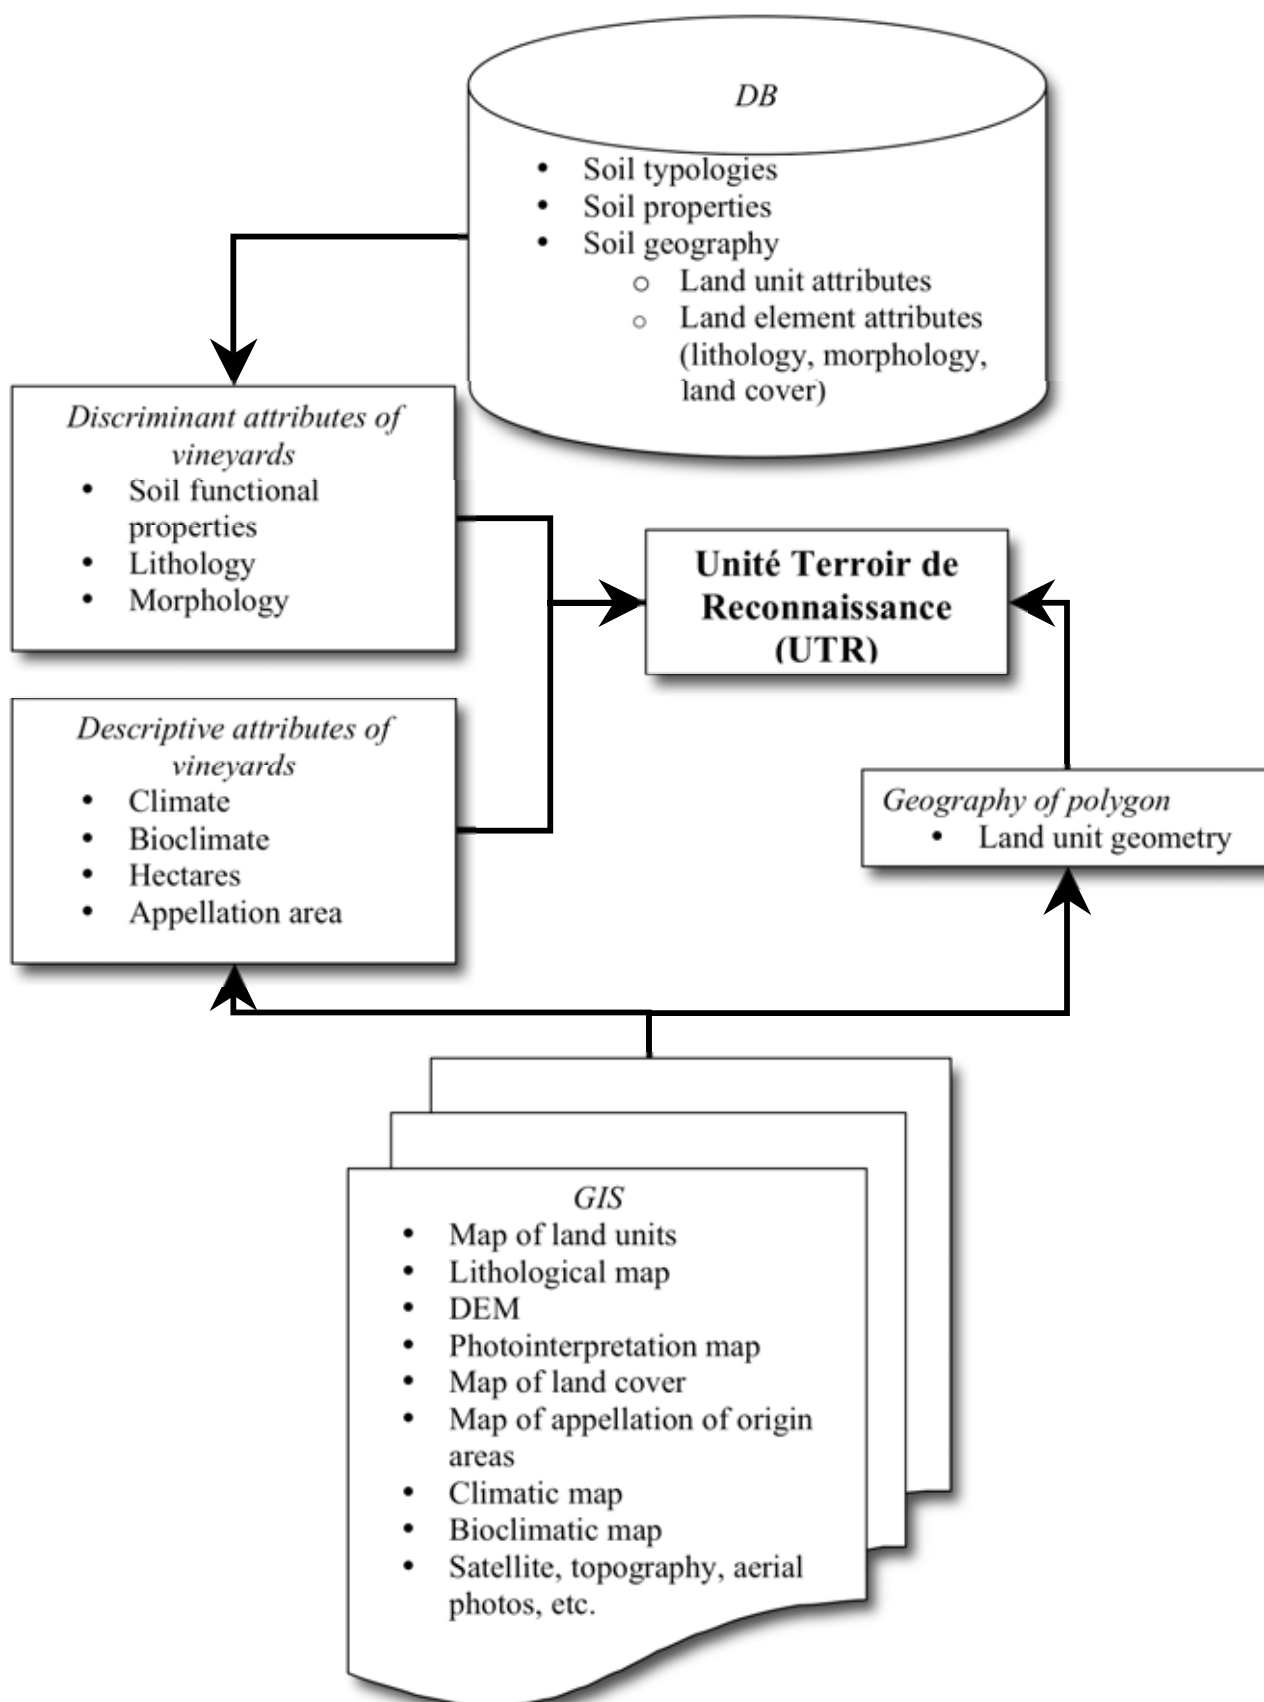 DB
• Soil typologies
• Soil properties
• Soil geography
o Land unit attributes
o Land element attributes
(lithology, morphology,
land cover)
Discriminant attributes of
vineyards
• Soil functional
properties
• Lithology
• Morphology
Unité Terroir de
Reconnaissance
(UTR)
Descriptive attributes of
vineyards
• Climate
• Bioclimate
• Hectares
• Appellation area
Geography of polygon
• Land unit geometry
GIS
• Map of land units
• Lithological map
• DEM
• Photointerpretation map
• Map of land cover
• Map of appellation of origin
areas
• Climatic map
• Bioclimatic map
• Satellite, topography, aerial
photos, etc.